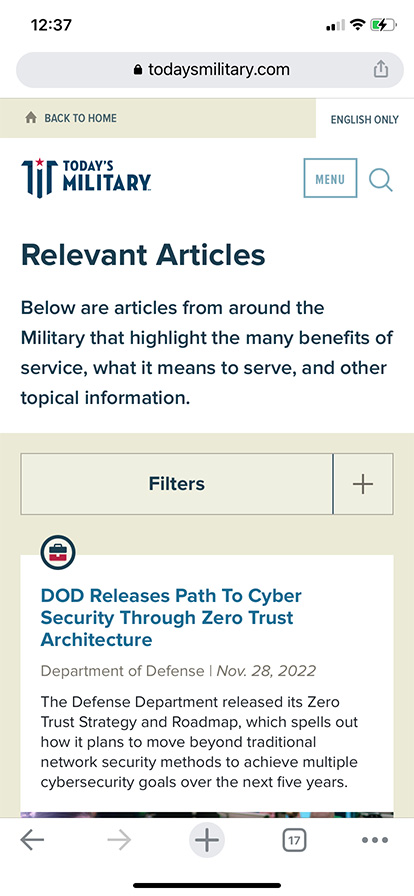 12:37
todaysmilitary.com
BACK TO HOME
ENGLISH ONLY
TODAY'S
MILITARY
MENU
Relevant Articles
Below are articles from around the
Military that highlight the many benefits of
service, what it means to serve, and other
topical information.
Filters
DOD Releases Path To Cyber
Security Through Zero Trust
Architecture
Department of Defense | Nov. 28, 2022
The Defense Department released its Zero
Trust Strategy and Roadmap, which spells out
how it plans to move beyond traditional
network security methods to achieve multiple
cybersecurity goals over the next five years.
17